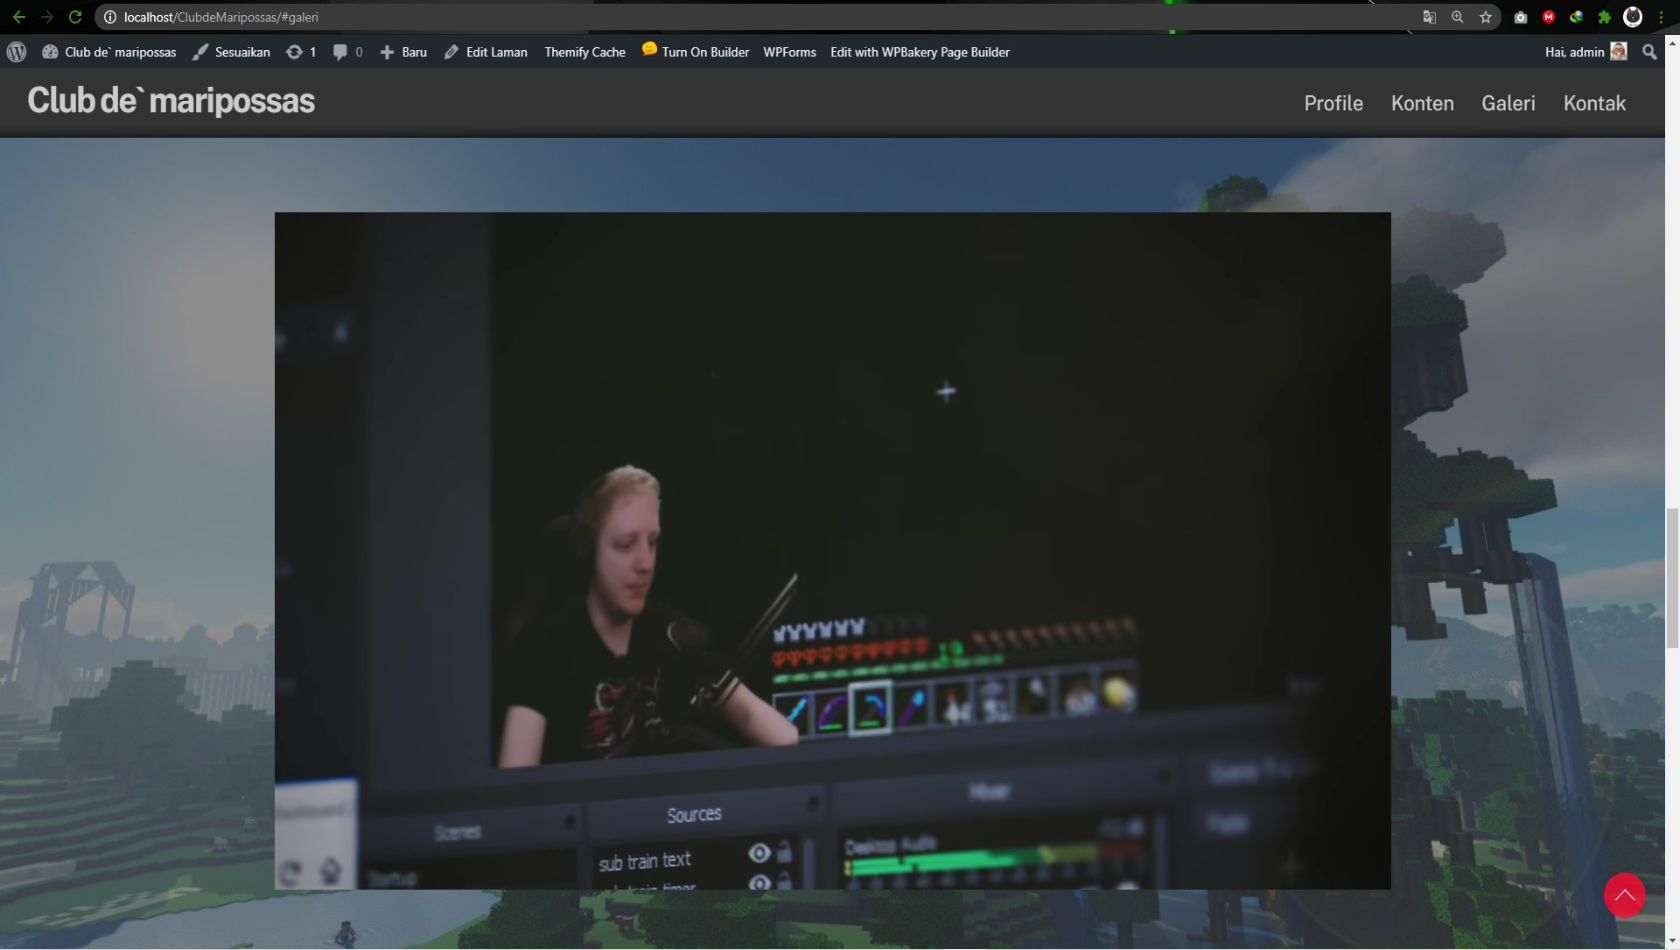 localhost/ClubdeMaripossas/#galeri
Club de` maripossas Sesuaikan 1 0 Baru Edit Laman Themify Cache Turn On Builder WPForms Edit with WPBakery Page Builder Hai, admin
Club de` maripossas Profile Konten Galeri Kontak
19
Scenes Sources Mixer
sub train text Desktop Audio
Startup